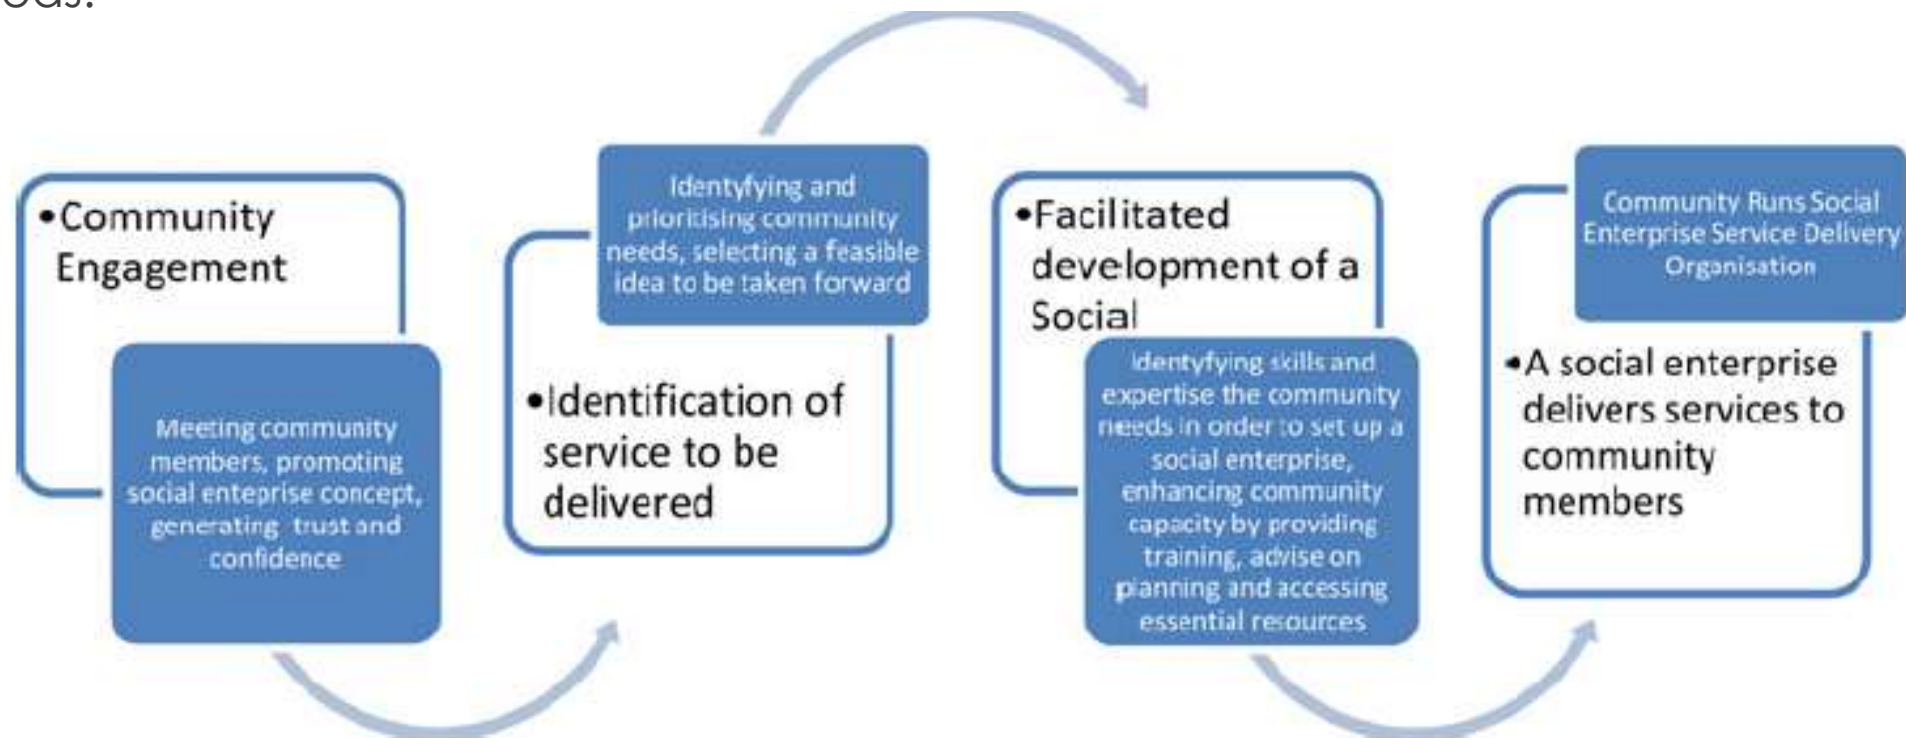 •Community
Engagement
Meeting community
members, promoting
social enteprise concept,
generating trust and
confidence
Identyfying and
prioritising community
needs, selecting a feasible
idea to be taken forward
•Identification of
service to be
delivered
•Facilitated
development of a
Social
Identyfying skills and
expertise the community
needs in order to set up a
social enterprise,
enhancing community
capacity by providing
training, advise on
planning and accessing
essential resources
Community Runs Social
Enterprise Service Delivery
Organisation
•A social enterprise
delivers services to
community
members